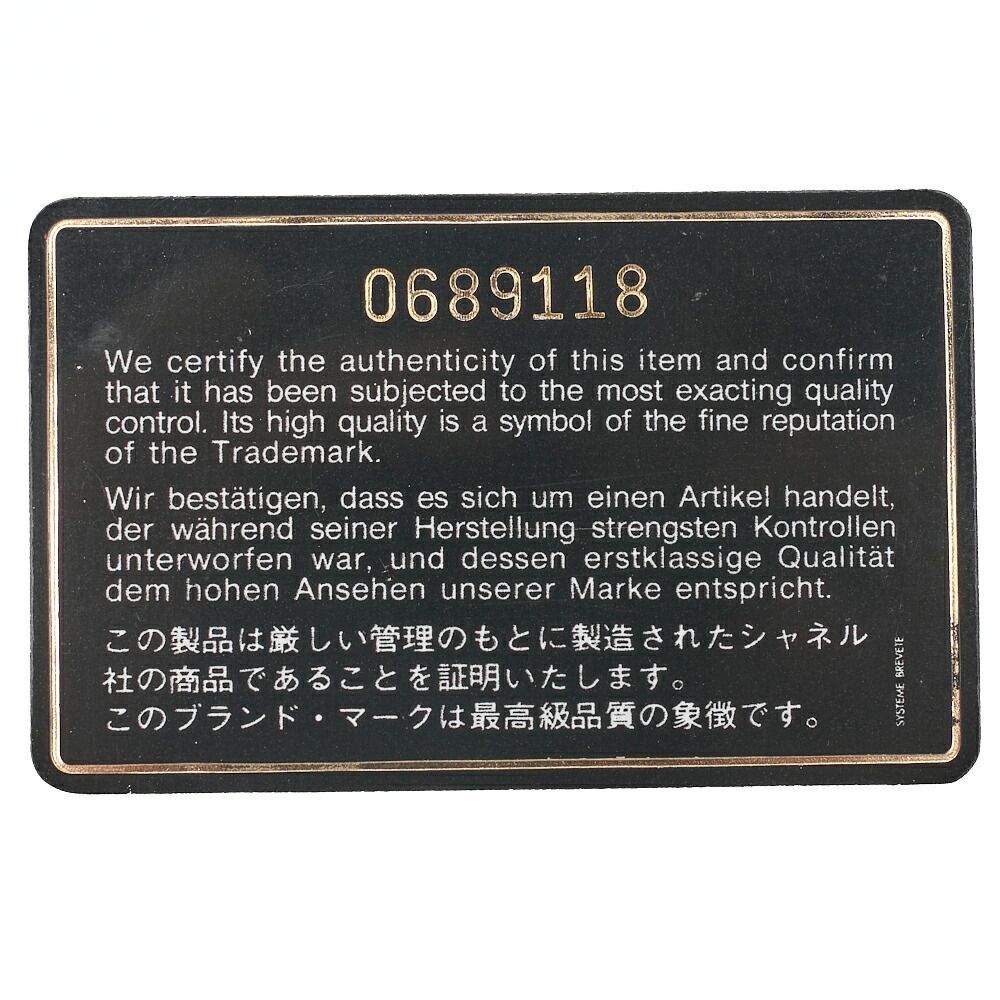 0689118
We certify the authenticity of this item and confirm
that it has been subjected to the most exacting quality
control. Its high quality is a symbol of the fine reputation
of the Trademark.
Wir bestätigen, dass es sich um einen Artikel handelt,
der während seiner Herstellung strengsten Kontrollen
unterworfen war, und dessen erstklassige Qualität
dem hohen Ansehen unserer Marke entspricht.
この製品は厳しい管理のもとに製造されたシャネル
社の商品であることを証明いたします。
このブランド・マークは最高級品質の象徴です。
SYSTEME BREVETE